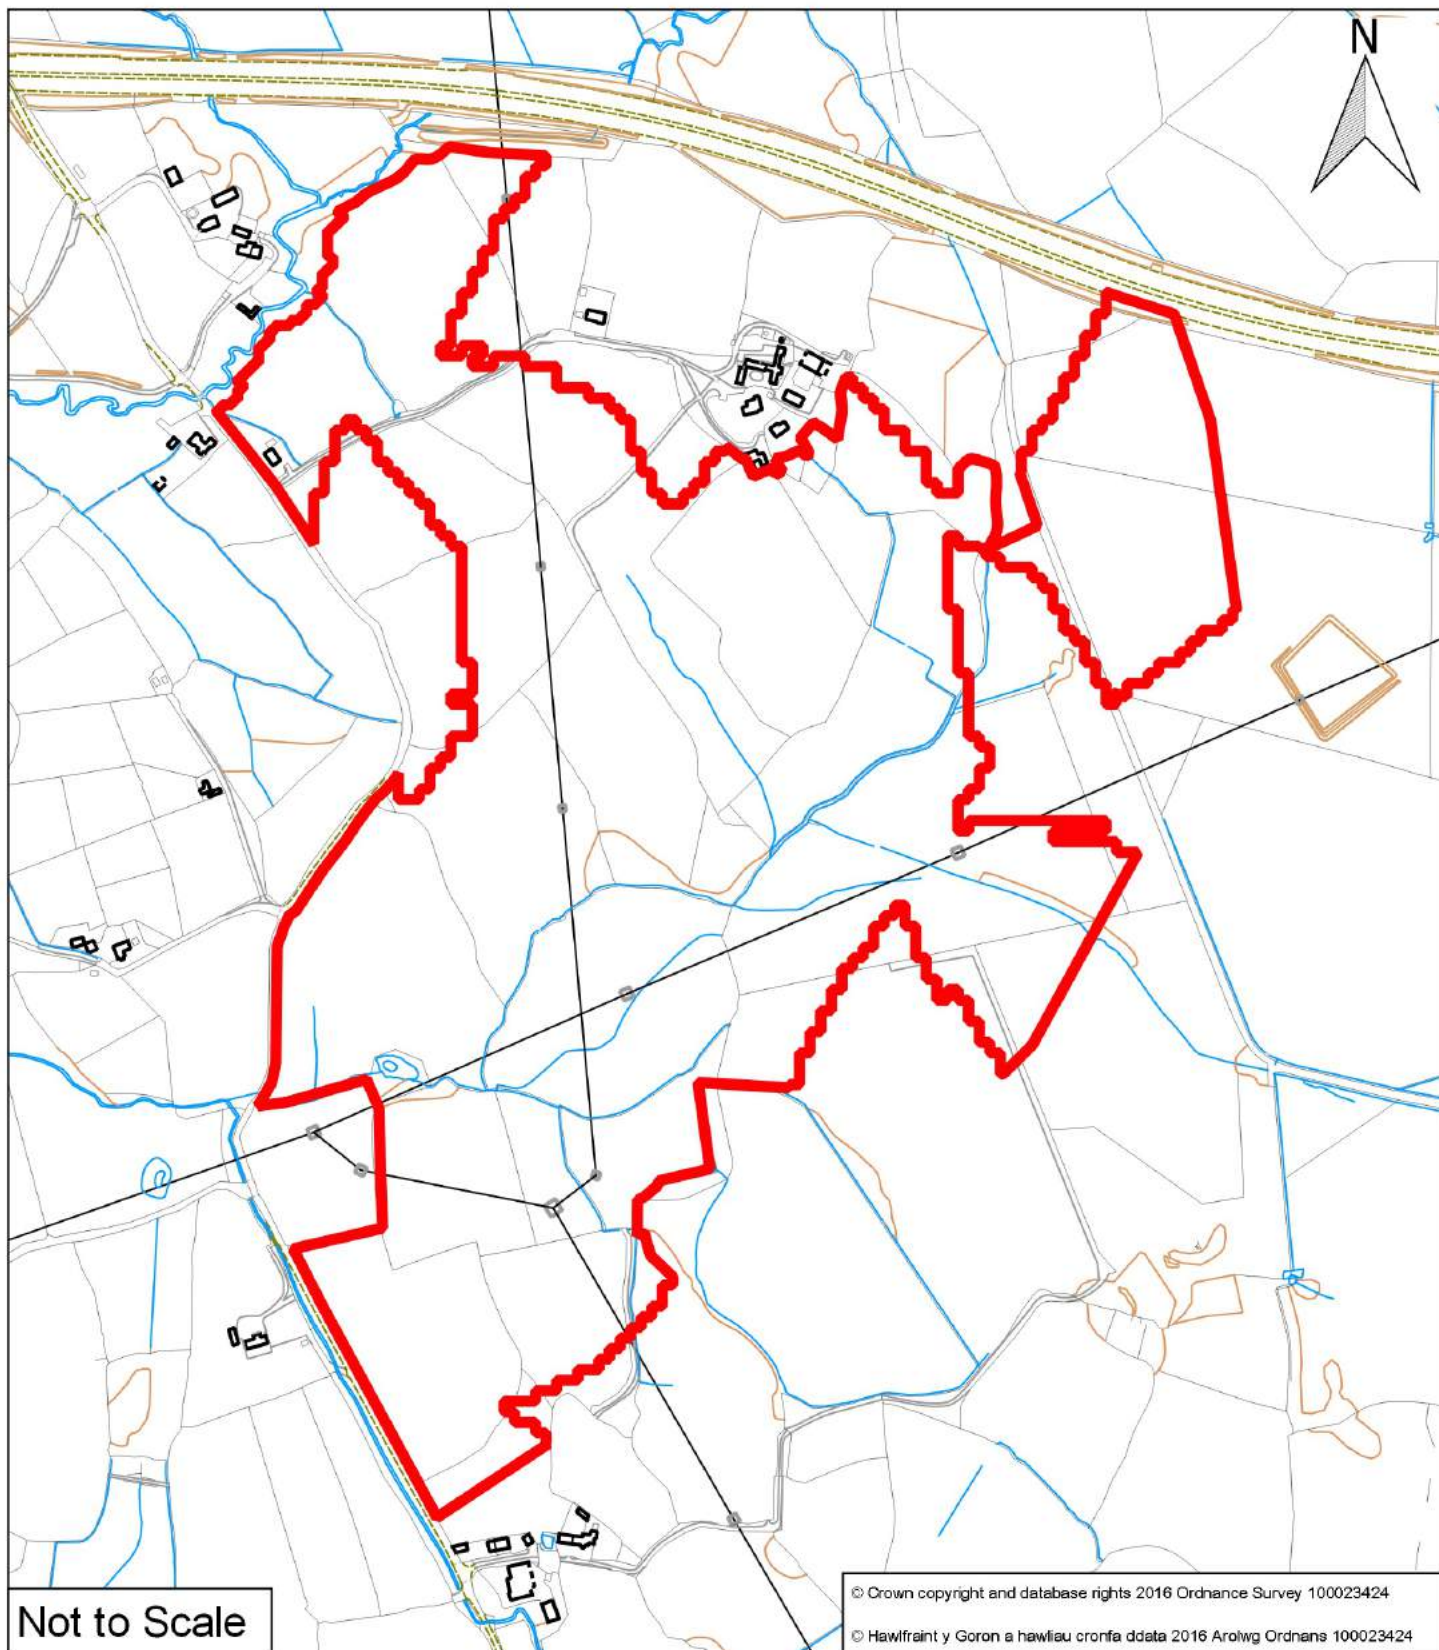 N
Not to Scale
© Crown copyright and database rights 2016 Ordnance Survey 100023424
© Hawlfraint y Goron a hawliau cronfa ddata 2016 Arolwg Ordnans 100023424